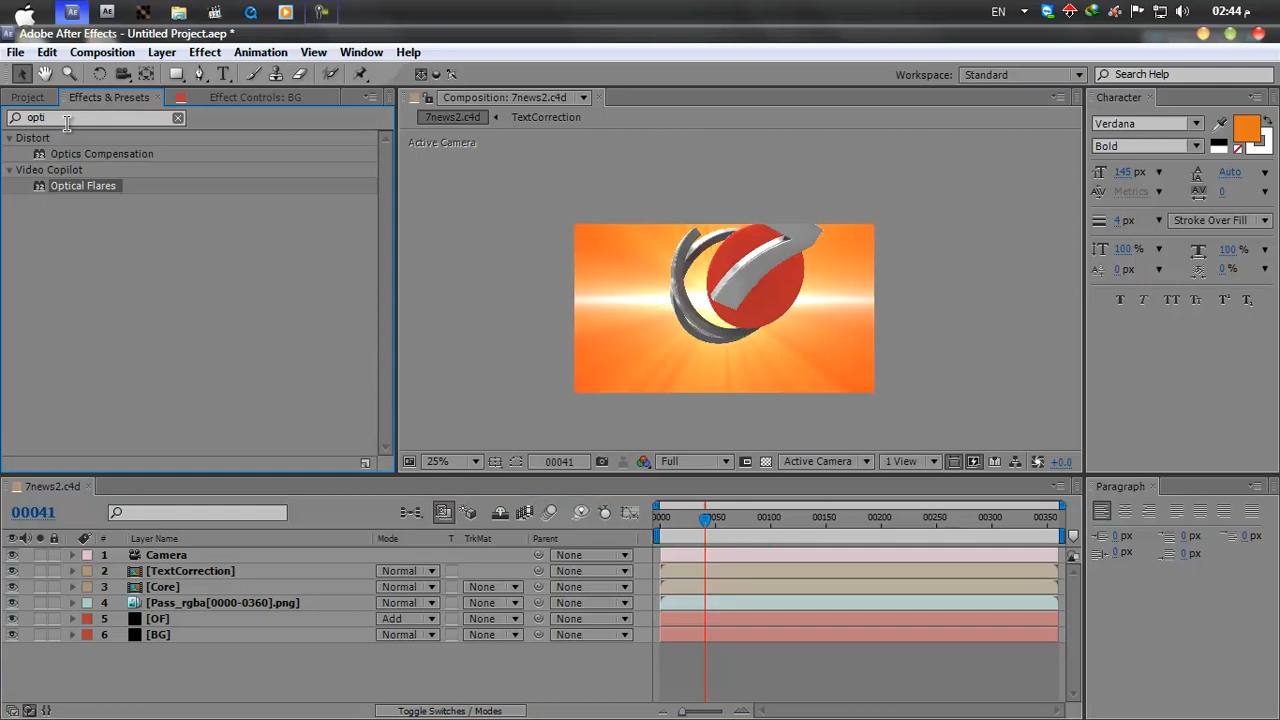 EN
02:44 م
Adobe After Effects - Untitled Project.aep *
File Edit Composition Layer Effect Animation View Window Help
Workspace: Standard Search Help
Project Effects & Presets Effect Controls: BG
Composition: 7news2.c4d
Character
opti
7news2.c4d TextCorrection
Active Camera
Distort
Optics Compensation
Video Copilot
Optical Flares
Verdana
Bold
145 px Auto
Metrics 0
4 px Stroke Over Fill
100 % 100 %
0 px 0 %
T T TT Tr T¹ T₁
25% 00041 Full Active Camera 1 View +0.0
7news2.c4d
Paragraph
00041
0000 00050 00100 00150 00200 00250 00300 00350
# Layer Name Mode T TrkMat Parent
0 px 0 px 0 px
0 px 0 px
1 Camera None
2 [TextCorrection] Normal None
3 [Core] Normal None None
4 [Pass_rgba[0000-0360].png] Normal None None
5 [OF] Add None None
6 [BG] Normal None None
Toggle Switches / Modes